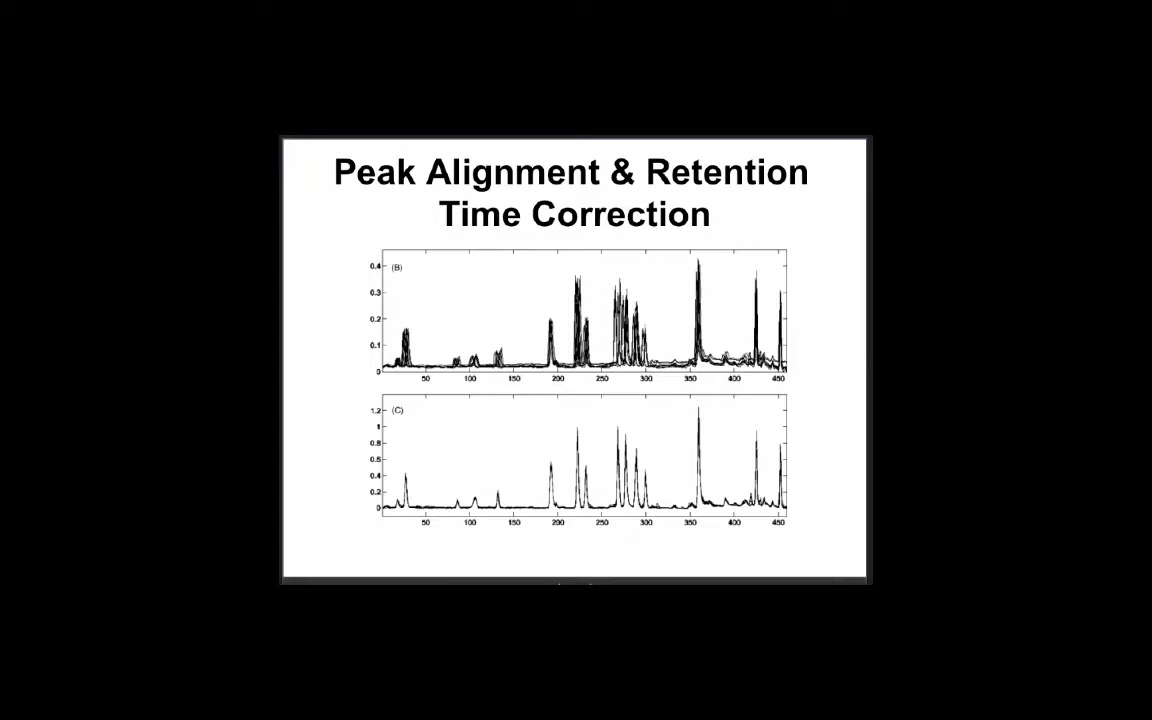 Peak Alignment & Retention
Time Correction
(B)
0.4
0.3
0.2
0.1
0
50 100 150 200 250 300 350 400 450
(C)
1.2
1
0.8
0.6
0.4
0.2
0
50 100 150 200 250 300 350 400 450